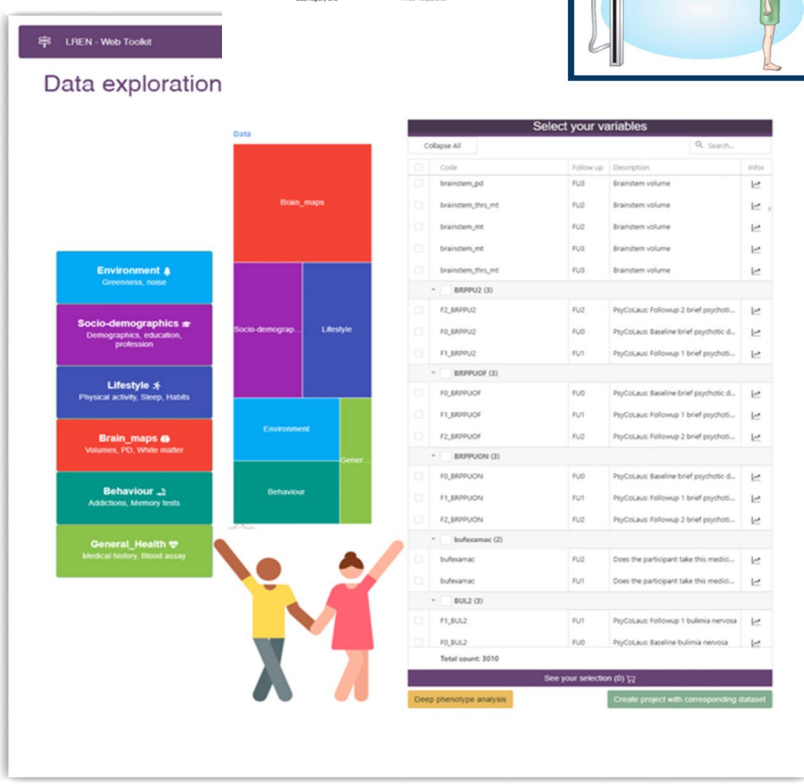 LREN - Web Toolkit
Data exploration
Environment
Greenness, noise
Socio-demographics
Demographics, education,
profession
Lifestyle
Physical activity, Sleep, Habits
Brain_maps
Volumes, PD, White matter
Behaviour
Addictions, Memory tests
General_Health
Medical history, Blood assay
Data
Brain_maps
Socio-demograp...
Lifestyle
Environment
Gener...
Behaviour
Select your variables
Collapse All
Search...
Code Follow up Description Infos
brainstem_pd FU3 Brainstem volume
brainstem_thrs_mt FU2 Brainstem volume
brainstem_mt FU2 Brainstem volume
brainstem_mt FU3 Brainstem volume
brainstem_thrs_mt FU3 Brainstem volume
BRPPU2 (3)
F2_BRPPU2 FU2 PsyCoLaus: Followup 2 brief psychoti...
F0_BRPPU2 FU0 PsyCoLaus: Baseline brief psychotic d...
F1_BRPPU2 FU1 PsyCoLaus: Followup 1 brief psychoti...
BRPPUOF (3)
F0_BRPPUOF FU0 PsyCoLaus: Baseline brief psychotic d...
F1_BRPPUOF FU1 PsyCoLaus: Followup 1 brief psychoti...
F2_BRPPUOF FU2 PsyCoLaus: Followup 2 brief psychoti...
BRPPUON (3)
F0_BRPPUON FU0 PsyCoLaus: Baseline brief psychotic d...
F1_BRPPUON FU1 PsyCoLaus: Followup 1 brief psychoti...
F2_BRPPUON FU2 PsyCoLaus: Followup 2 brief psychoti...
bufexamac (2)
bufexamac FU2 Does the participant take this medici...
bufexamac FU1 Does the participant take this medici...
BUL2 (3)
F1_BUL2 FU1 PsyCoLaus: Followup 1 bulimia nervosa
F0_BUL2 FU0 PsyCoLaus: Baseline bulimia nervosa
Total count: 3010
See your selection (0)
Deep phenotype analysis
Create project with corresponding dataset